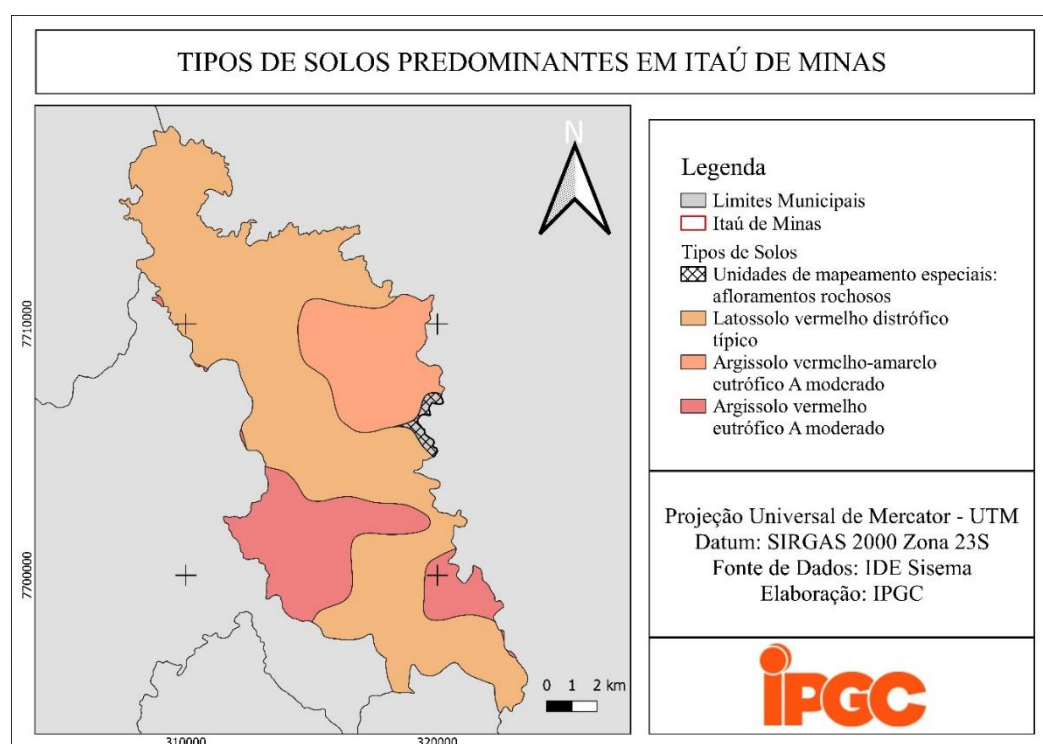 TIPOS DE SOLOS PREDOMINANTES EM ITAÚ DE MINAS
N
7710000
7700000
310000
320000
0 1 2 km
Legenda
Limites Municipais
Itaú de Minas
Tipos de Solos
Unidades de mapeamento especiais:
afloramentos rochosos
Latossolo vermelho distrófico
típico
Argissolo vermelho-amarelo
eutrófico A moderado
Argissolo vermelho
eutrófico A moderado
Projeção Universal de Mercator - UTM
Datum: SIRGAS 2000 Zona 23S
Fonte de Dados: IDE Sisema
Elaboração: IPGC
iPGC